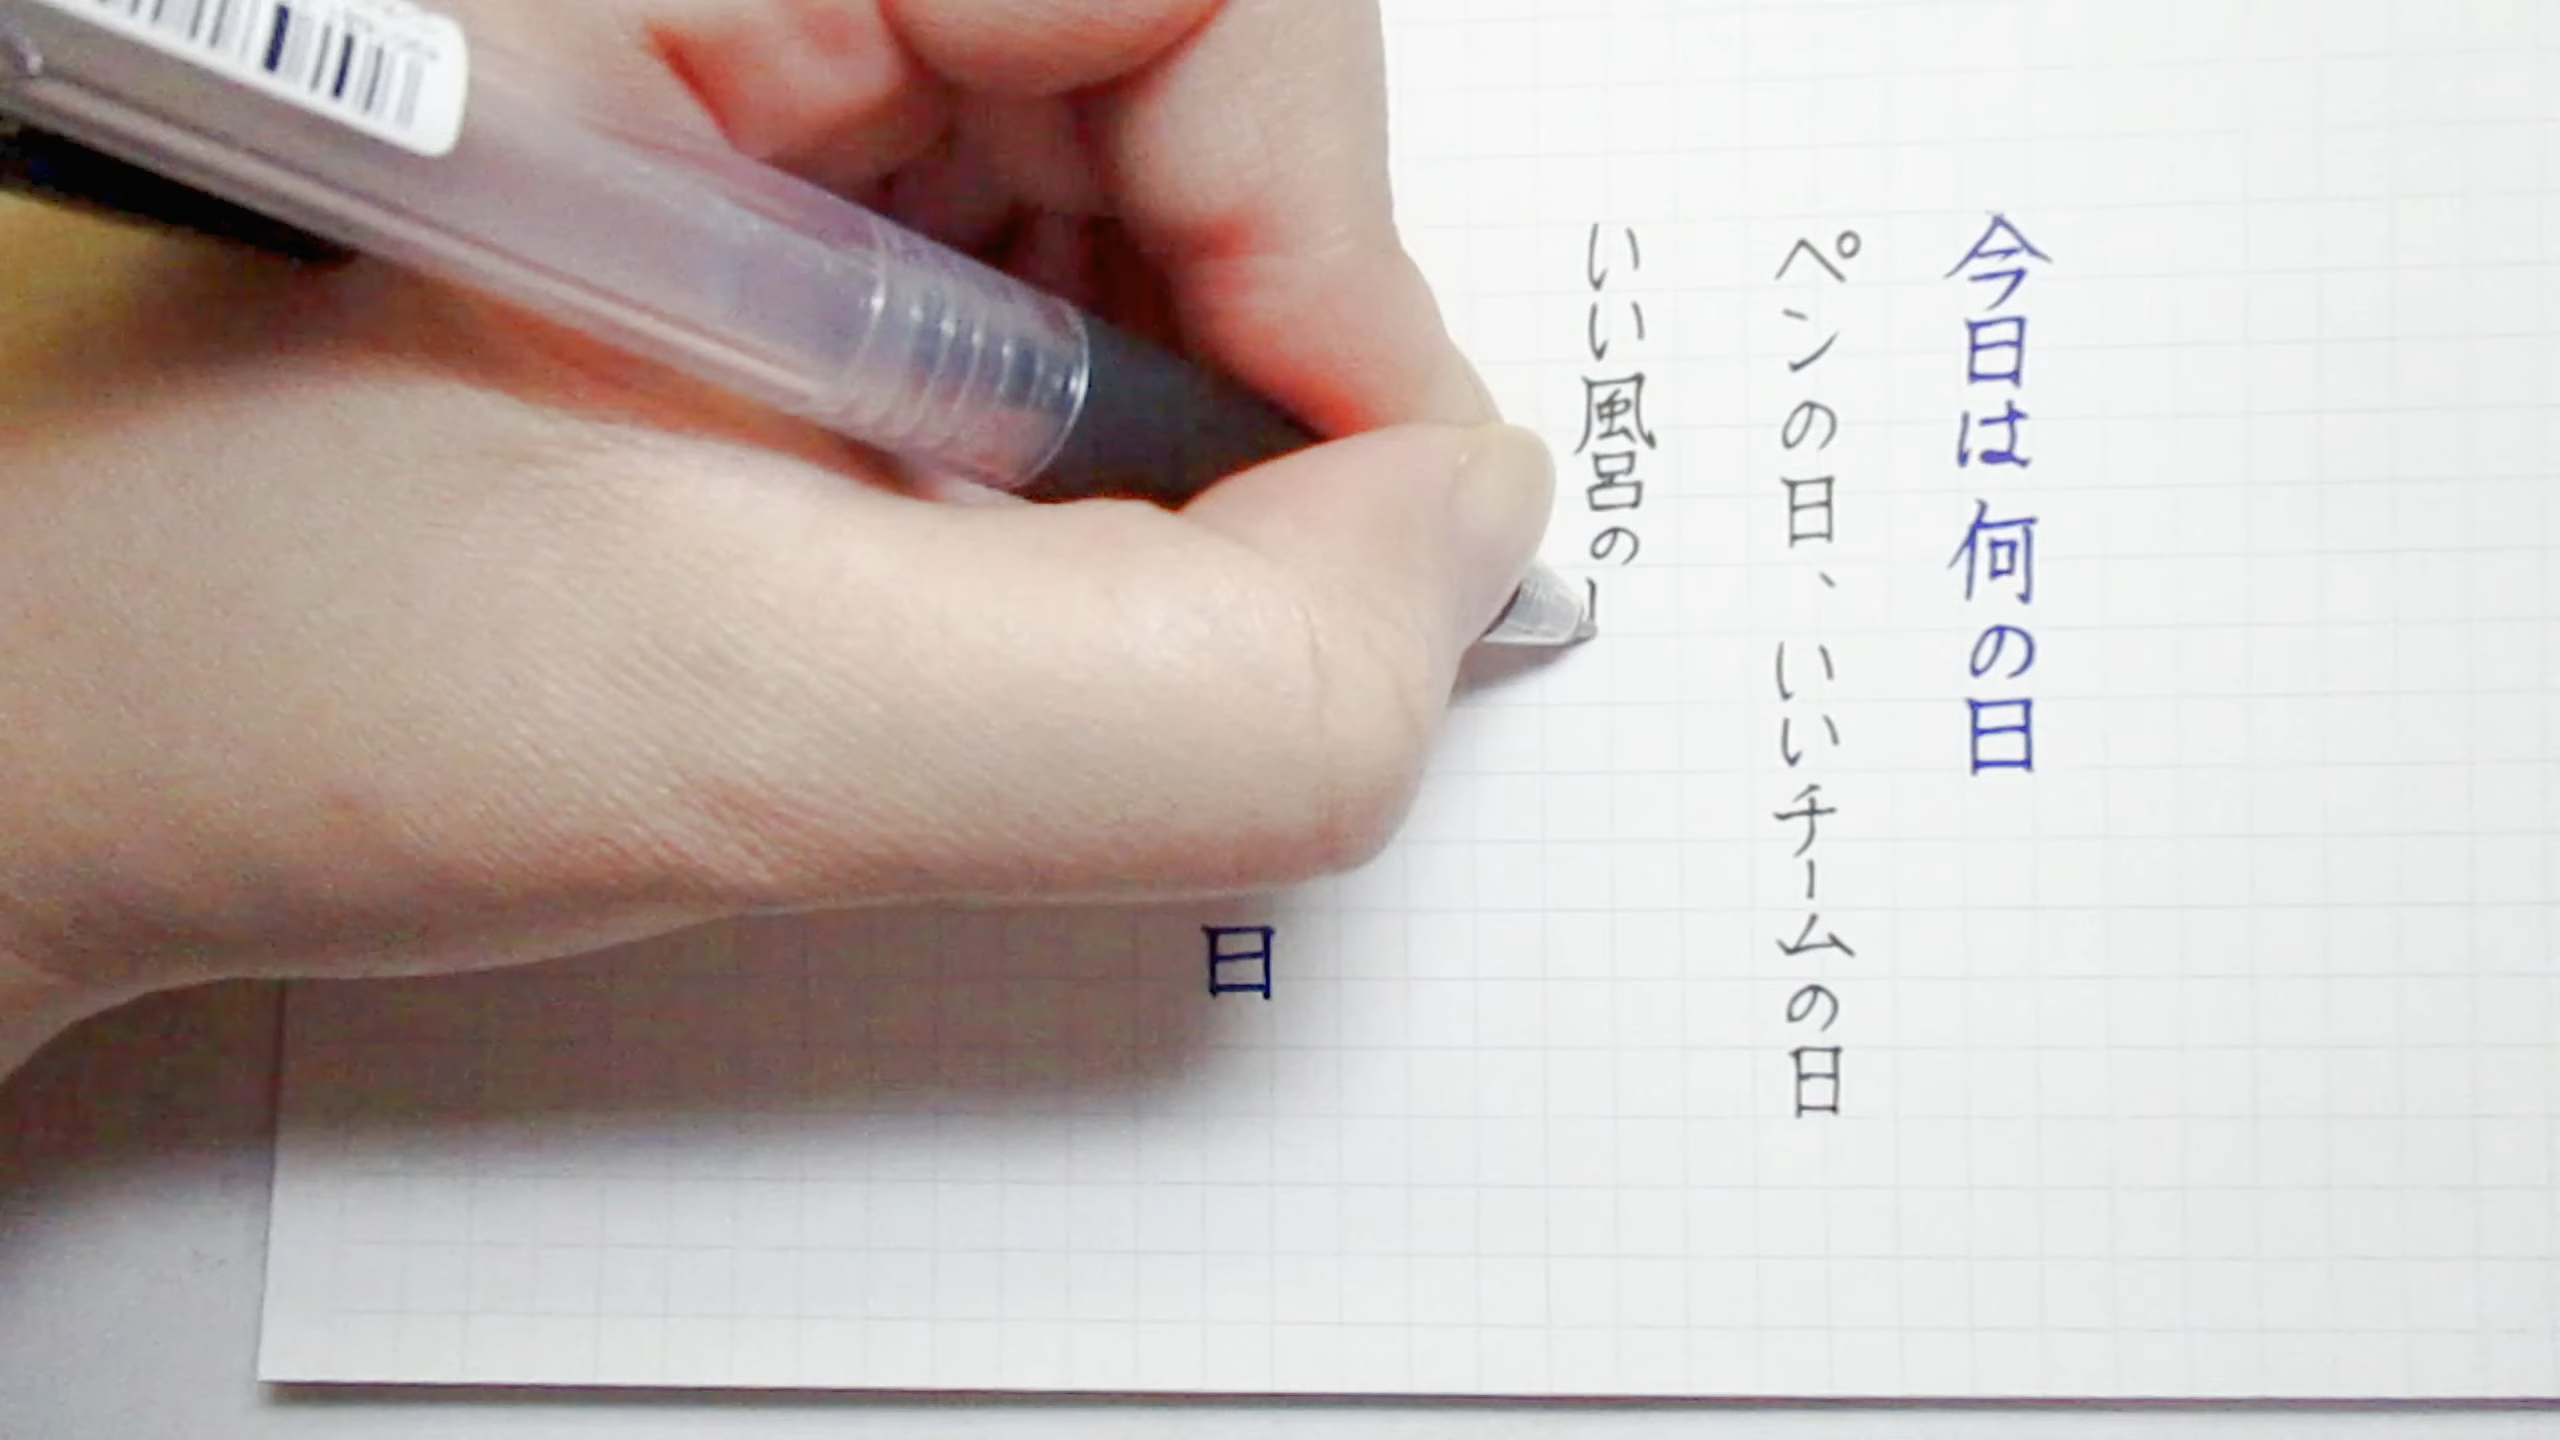 今日は何の日
ペンの日、いいチームの日
いい風呂の
日